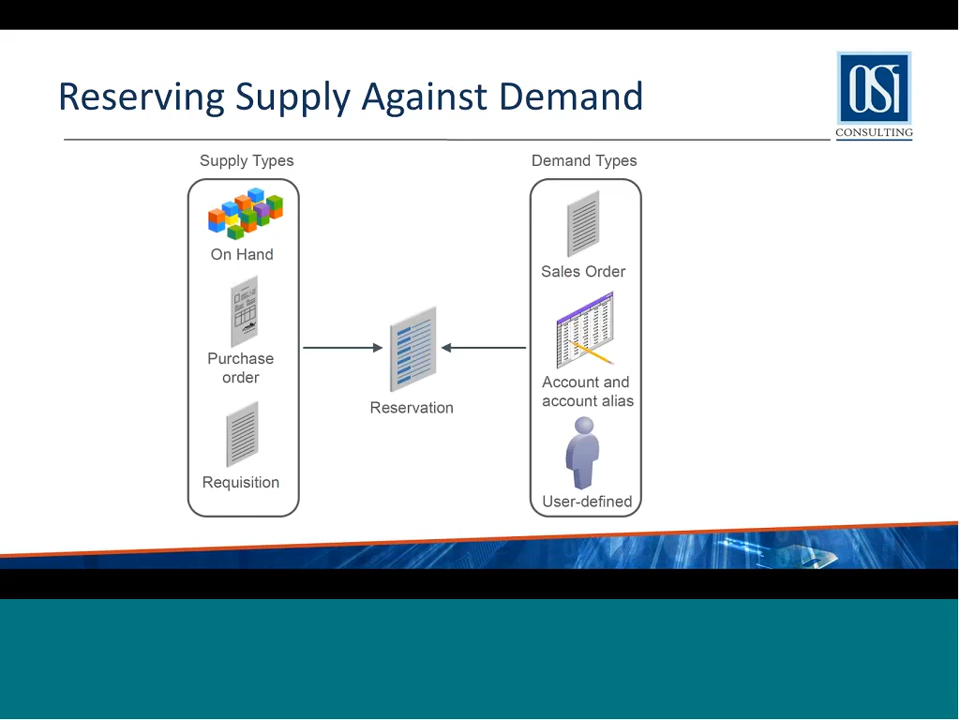 Reserving Supply Against Demand
OSi
CONSULTING
Supply Types
On Hand
Purchase
order
Requisition
Reservation
Demand Types
Sales Order
Account and
account alias
User-defined